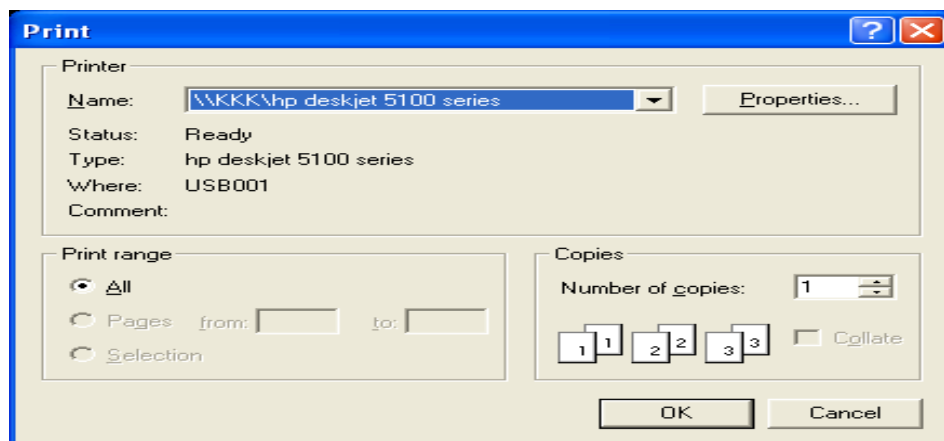 Print
Printer
Name: \\KKK\hp deskjet 5100 series Properties...
Status: Ready
Type: hp deskjet 5100 series
Where: USB001
Comment:
Print range
All
Pages from: to:
Selection
Copies
Number of copies: 1
1 1 2 2 3 3 Collate
OK Cancel